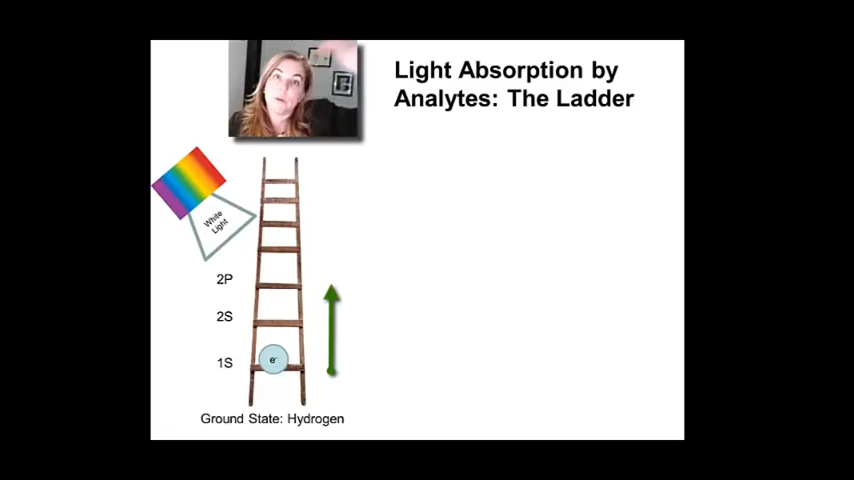 Light Absorption by
Analytes: The Ladder
White
Light
2P
2S
1S
e-
Ground State: Hydrogen